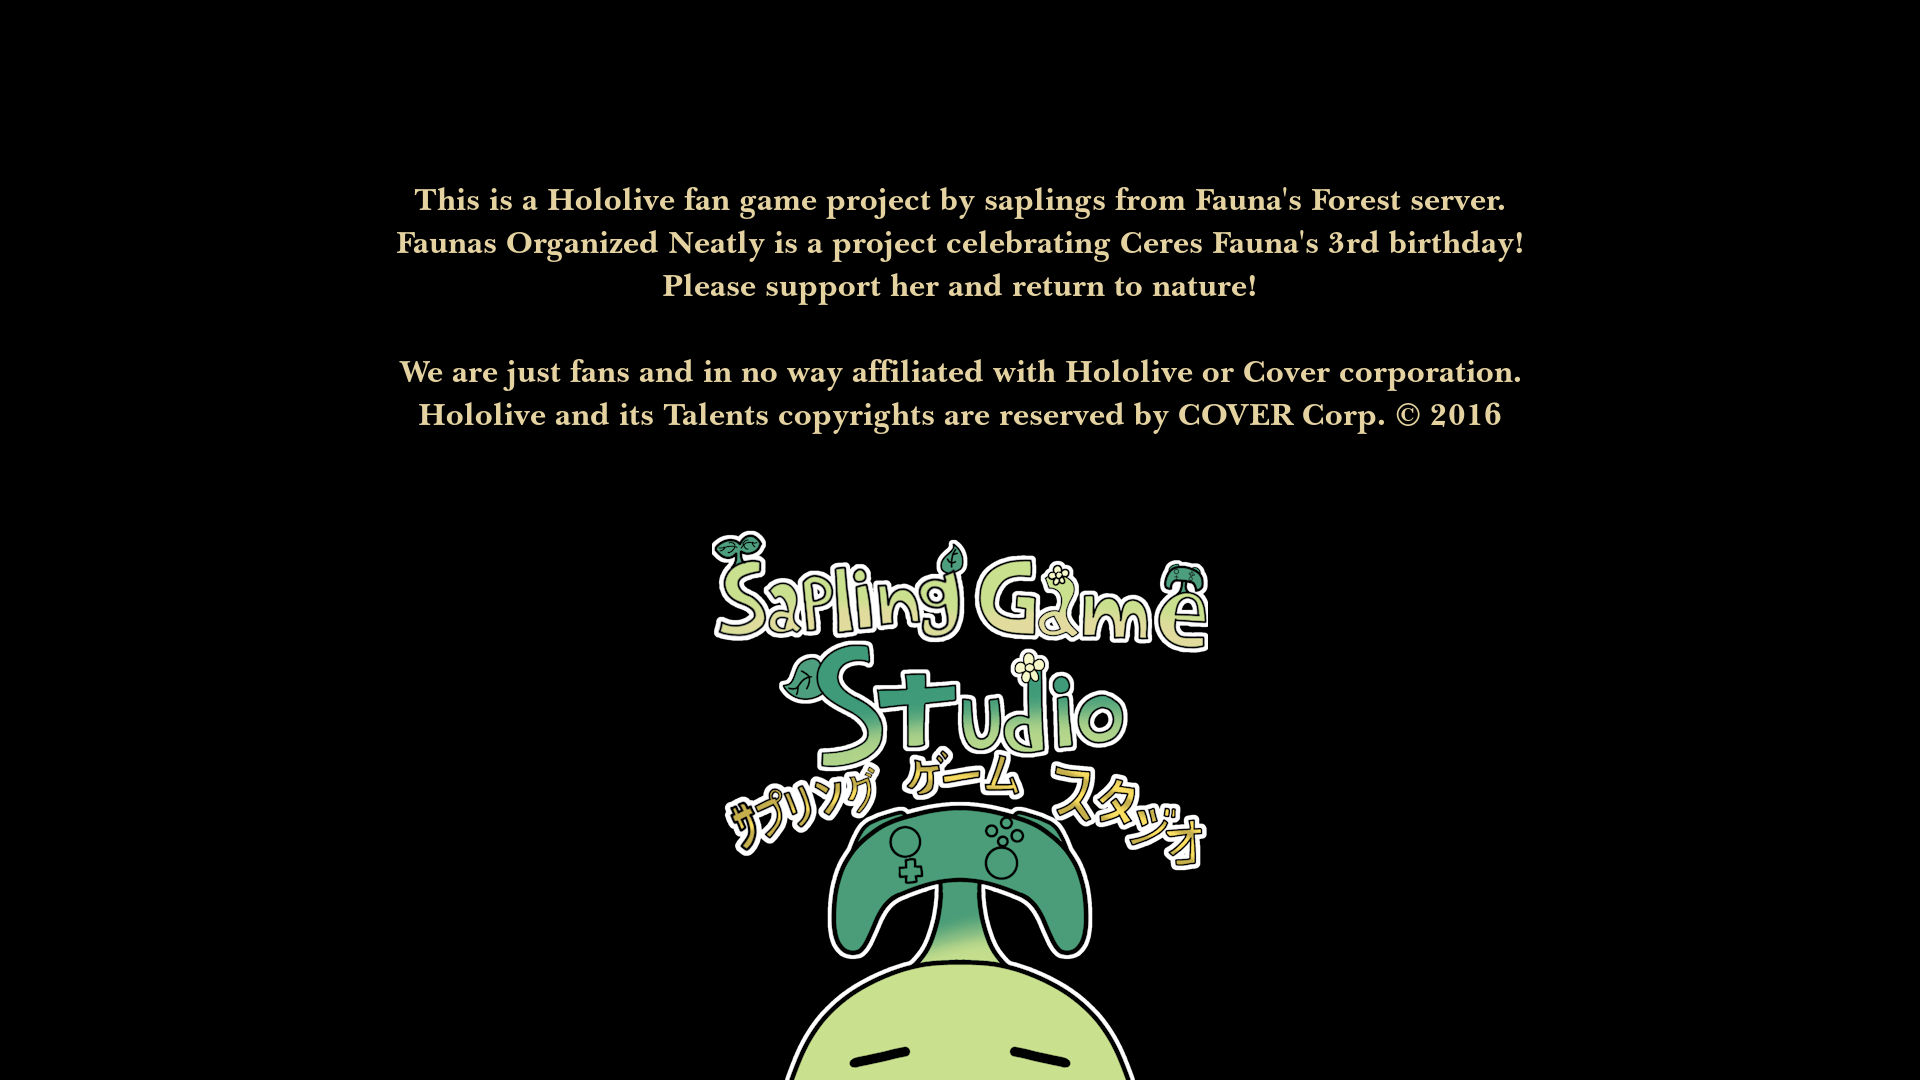 This is a Hololive fan game project by saplings from Fauna's Forest server.
Faunas Organized Neatly is a project celebrating Ceres Fauna's 3rd birthday!
Please support her and return to nature!
We are just fans and in no way affiliated with Hololive or Cover corporation.
Hololive and its Talents copyrights are reserved by COVER Corp. © 2016
Sapling Game
Studio
サプリング ゲーム スタジオ